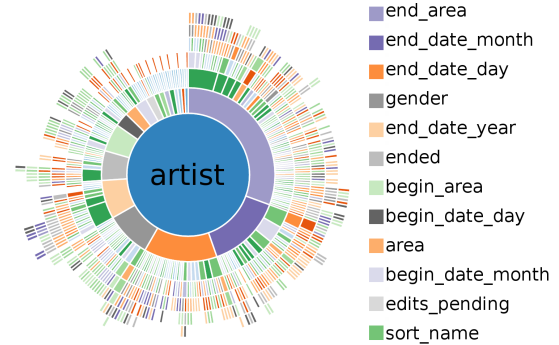 artist
end_area
end_date_month
end_date_day
gender
end_date_year
ended
begin_area
begin_date_day
area
begin_date_month
edits_pending
sort_name